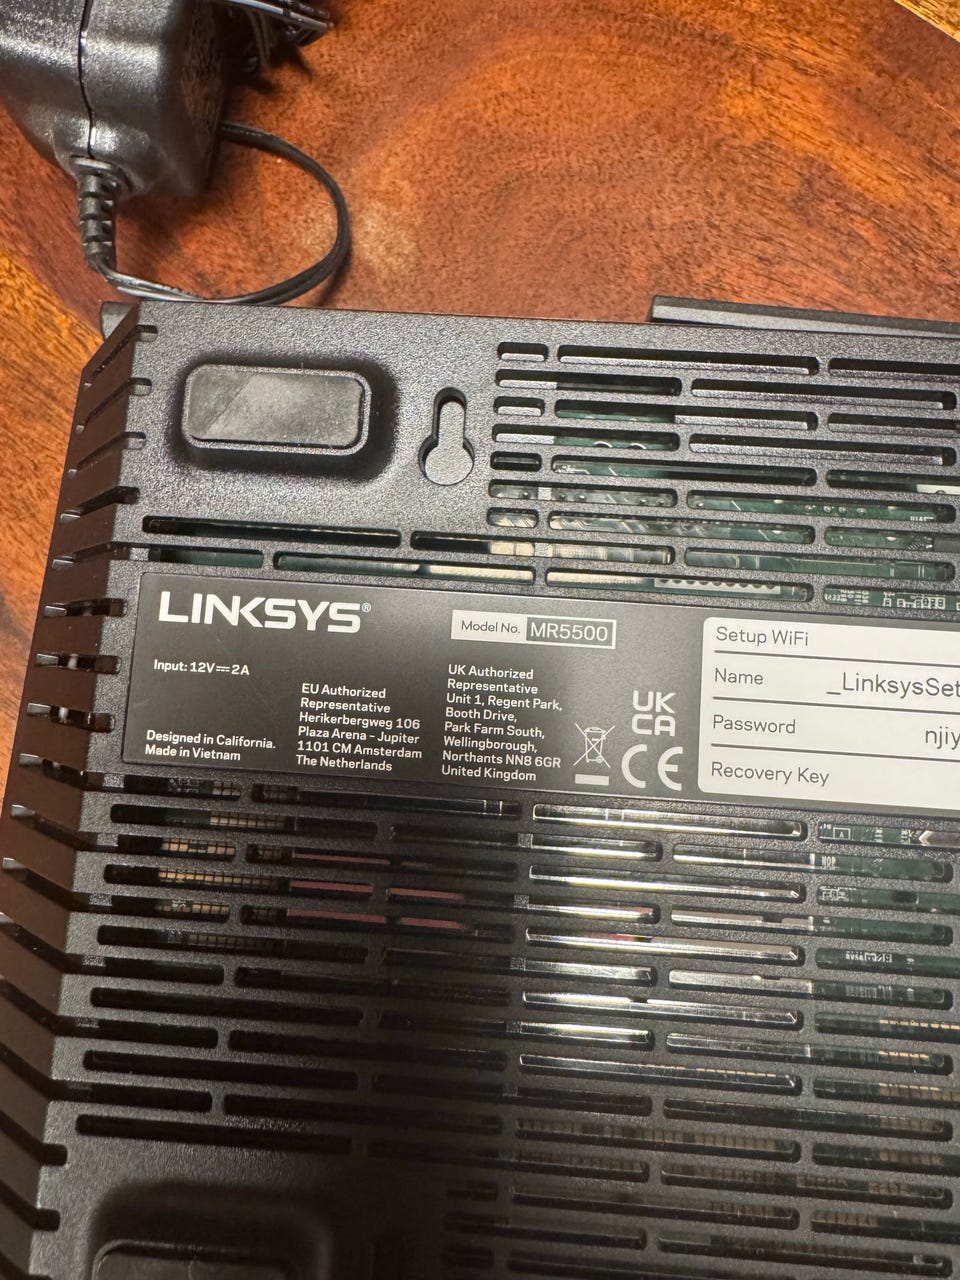 LINKSYS®
Model No. MR5500
Input: 12V⎓2A
Designed in California.
Made in Vietnam
EU Authorized
Representative
Herikerbergweg 106
Plaza Arena - Jupiter
1101 CM Amsterdam
The Netherlands
UK Authorized
Representative
Unit 1, Regent Park,
Booth Drive,
Park Farm South,
Wellingborough,
Northants NN8 6GR
United Kingdom
UK
CA
CE
Setup WiFi
Name _LinksysSet
Password njiy
Recovery Key